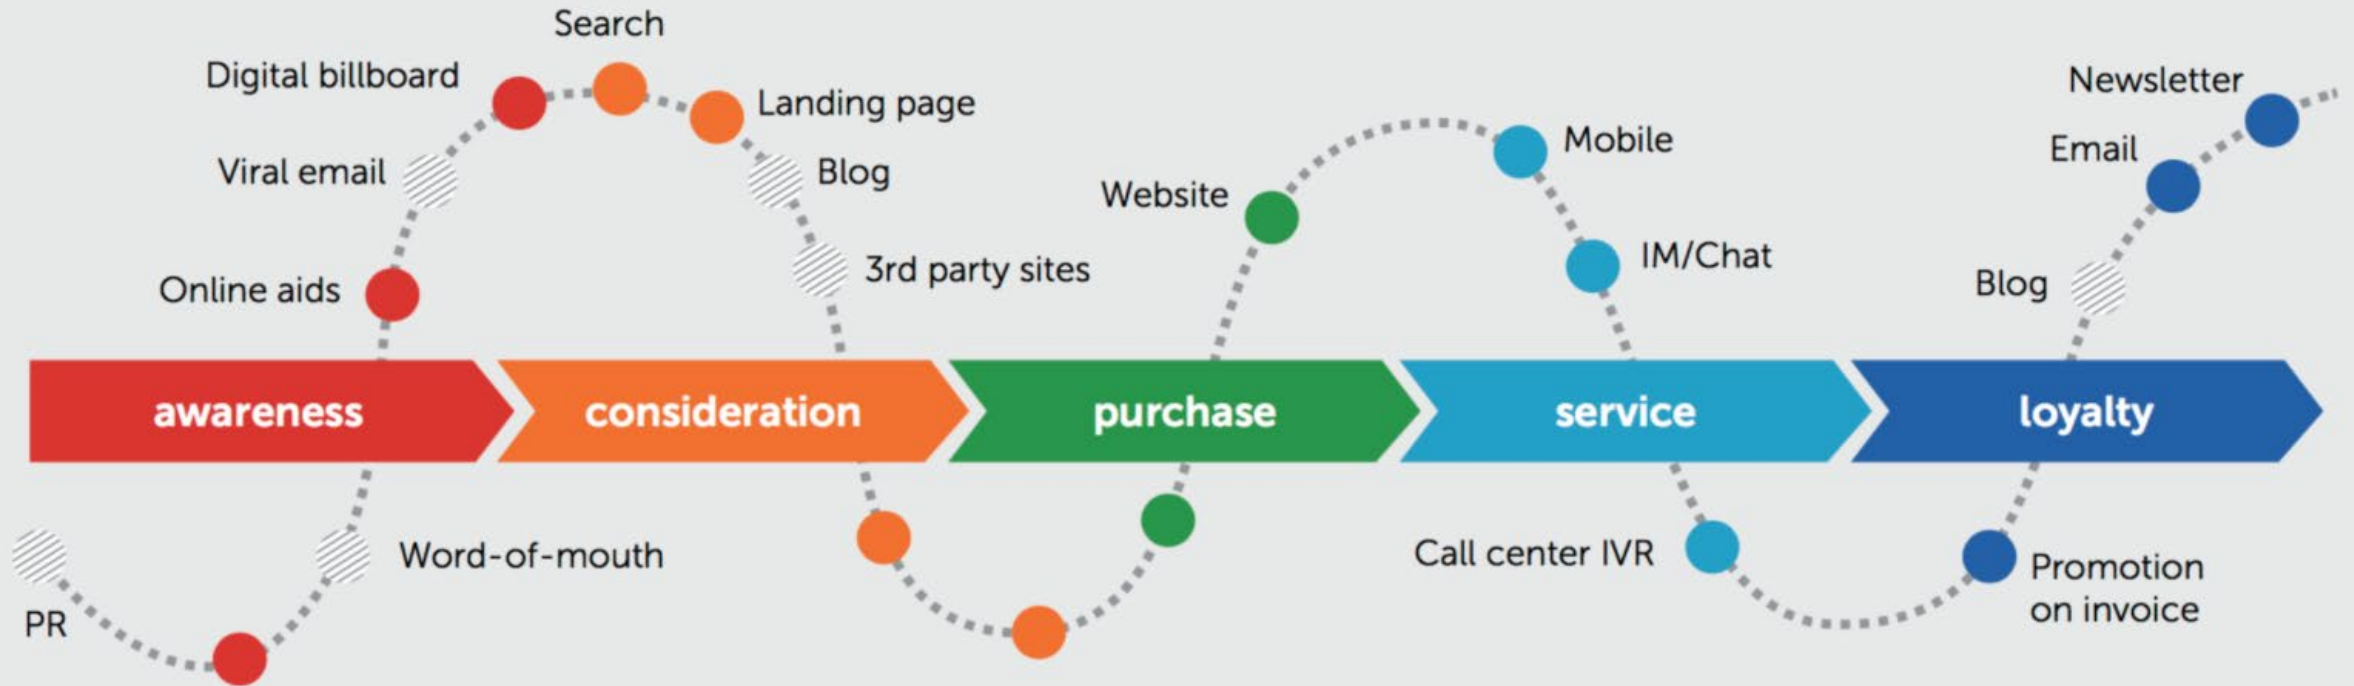 Search
Digital billboard
Landing page
Viral email
Blog
Online aids
3rd party sites
Website
Mobile
IM/Chat
Newsletter
Email
Blog
awareness
consideration
purchase
service
loyalty
PR
Word-of-mouth
Call center IVR
Promotion
on invoice